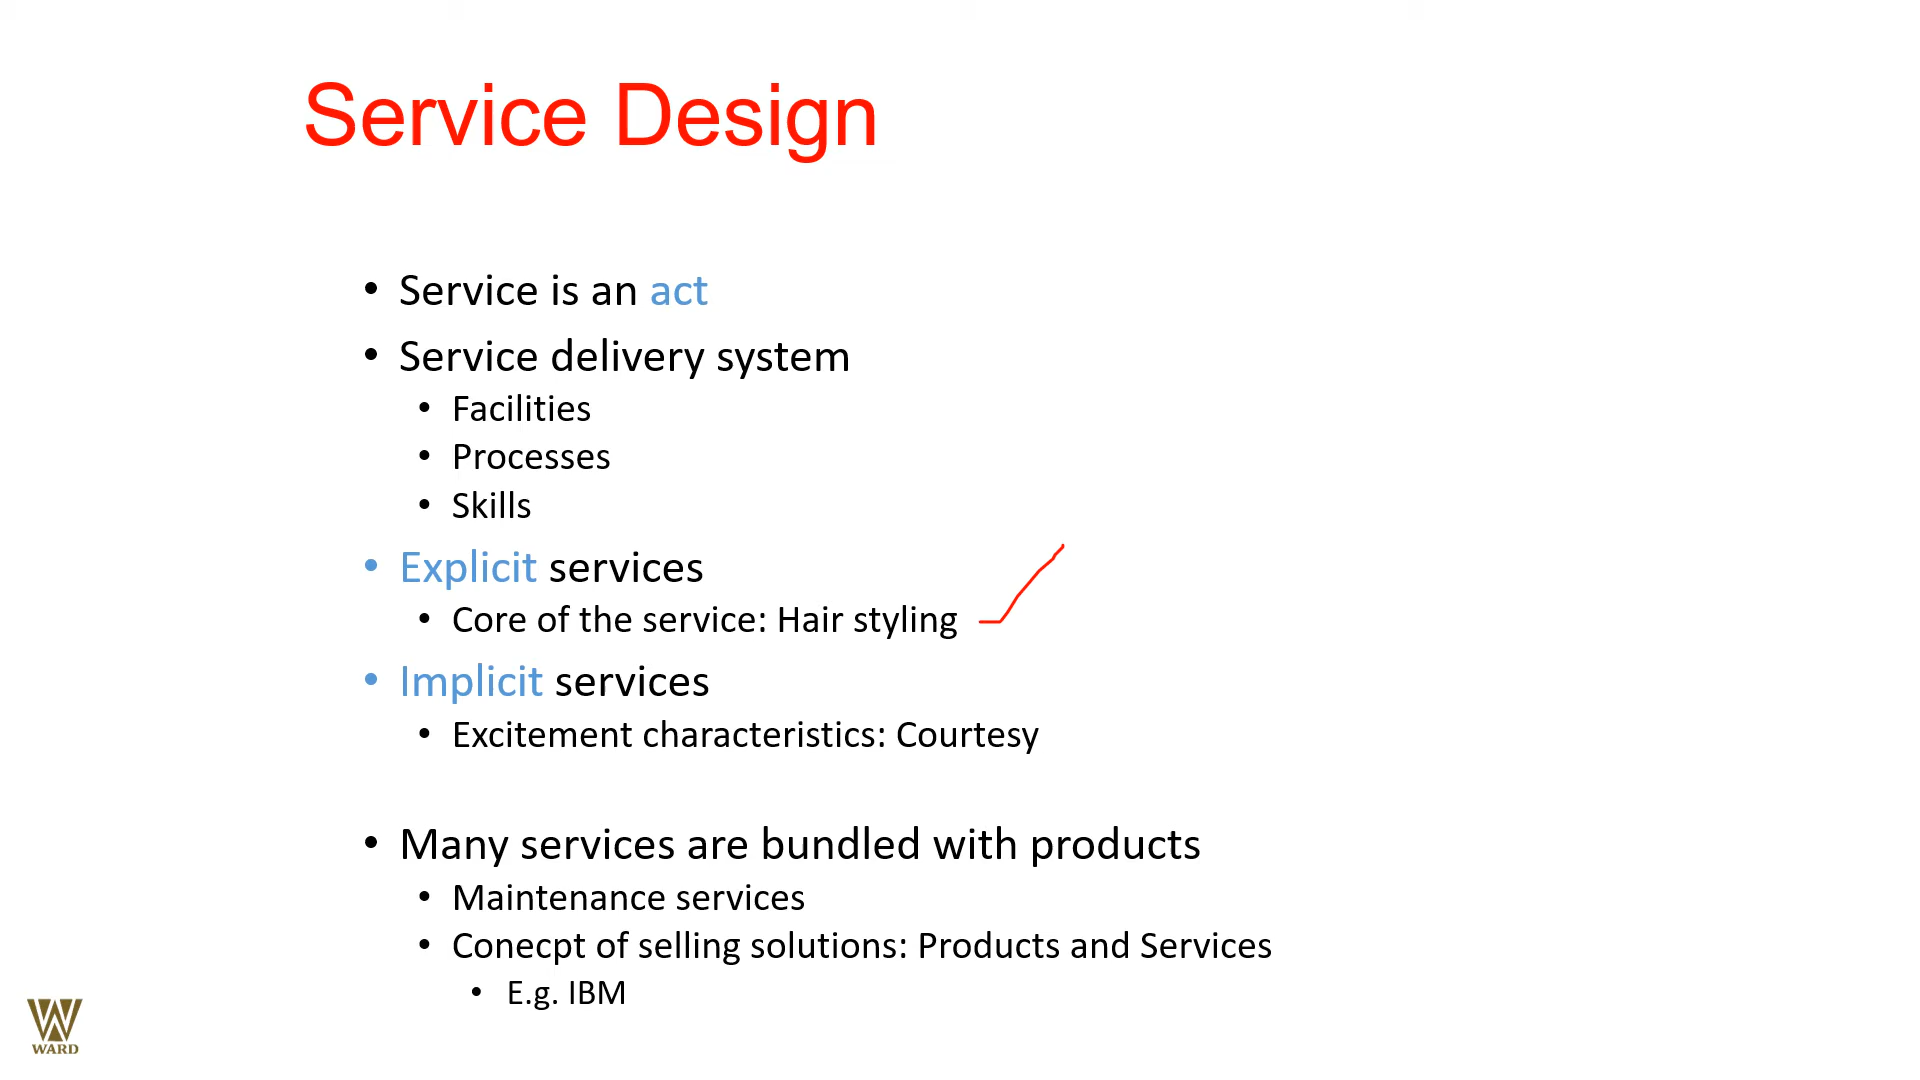 Service Design
• Service is an act
• Service delivery system
• Facilities
• Processes
• Skills
• Explicit services
• Core of the service: Hair styling
• Implicit services
• Excitement characteristics: Courtesy
• Many services are bundled with products
• Maintenance services
• Conecpt of selling solutions: Products and Services
• E.g. IBM
WARD